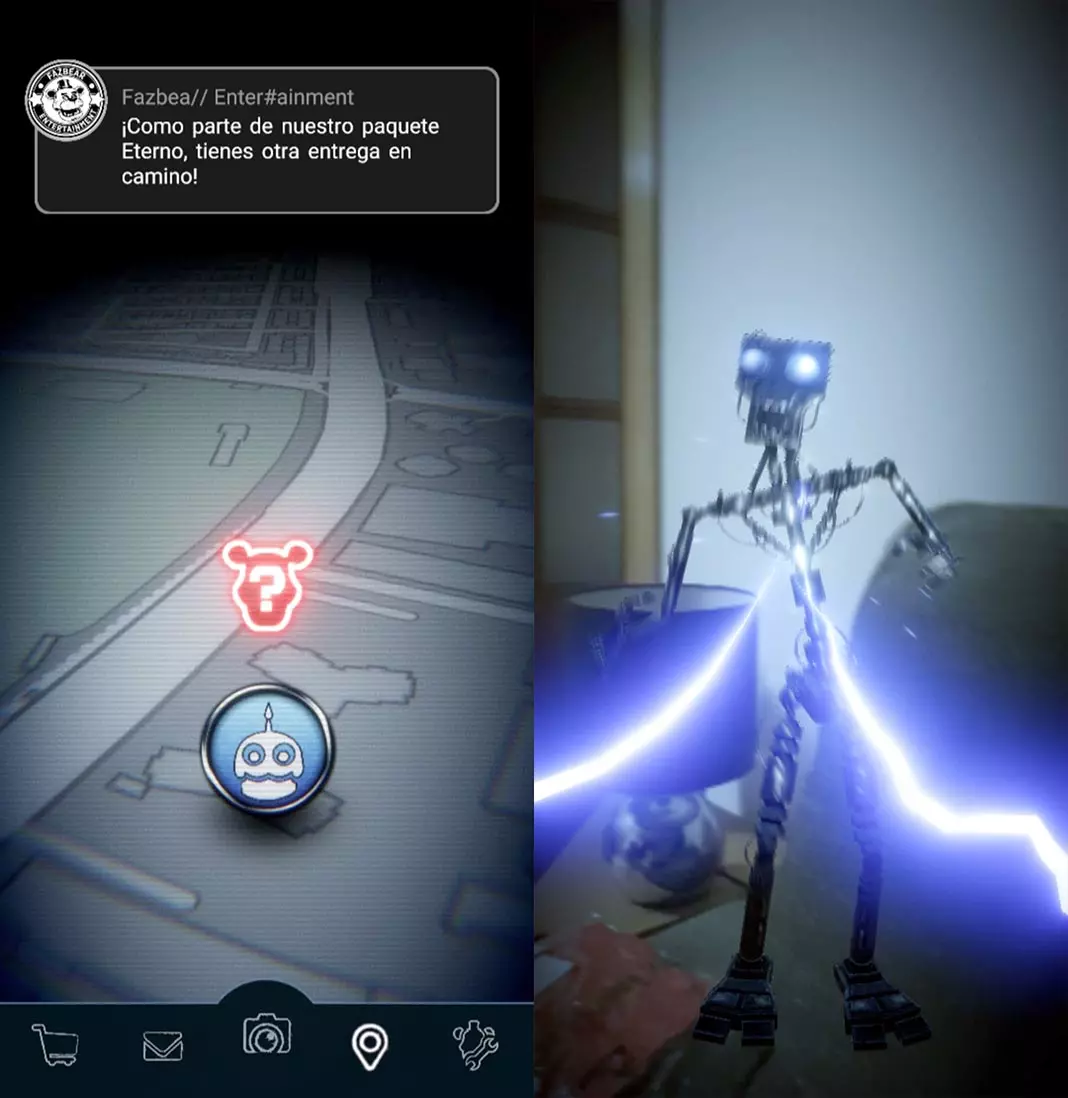 FAZBEAR
ENTERTAINMENT
Fazbea// Enter#ainment
¡Como parte de nuestro paquete
Eterno, tienes otra entrega en
camino!
?